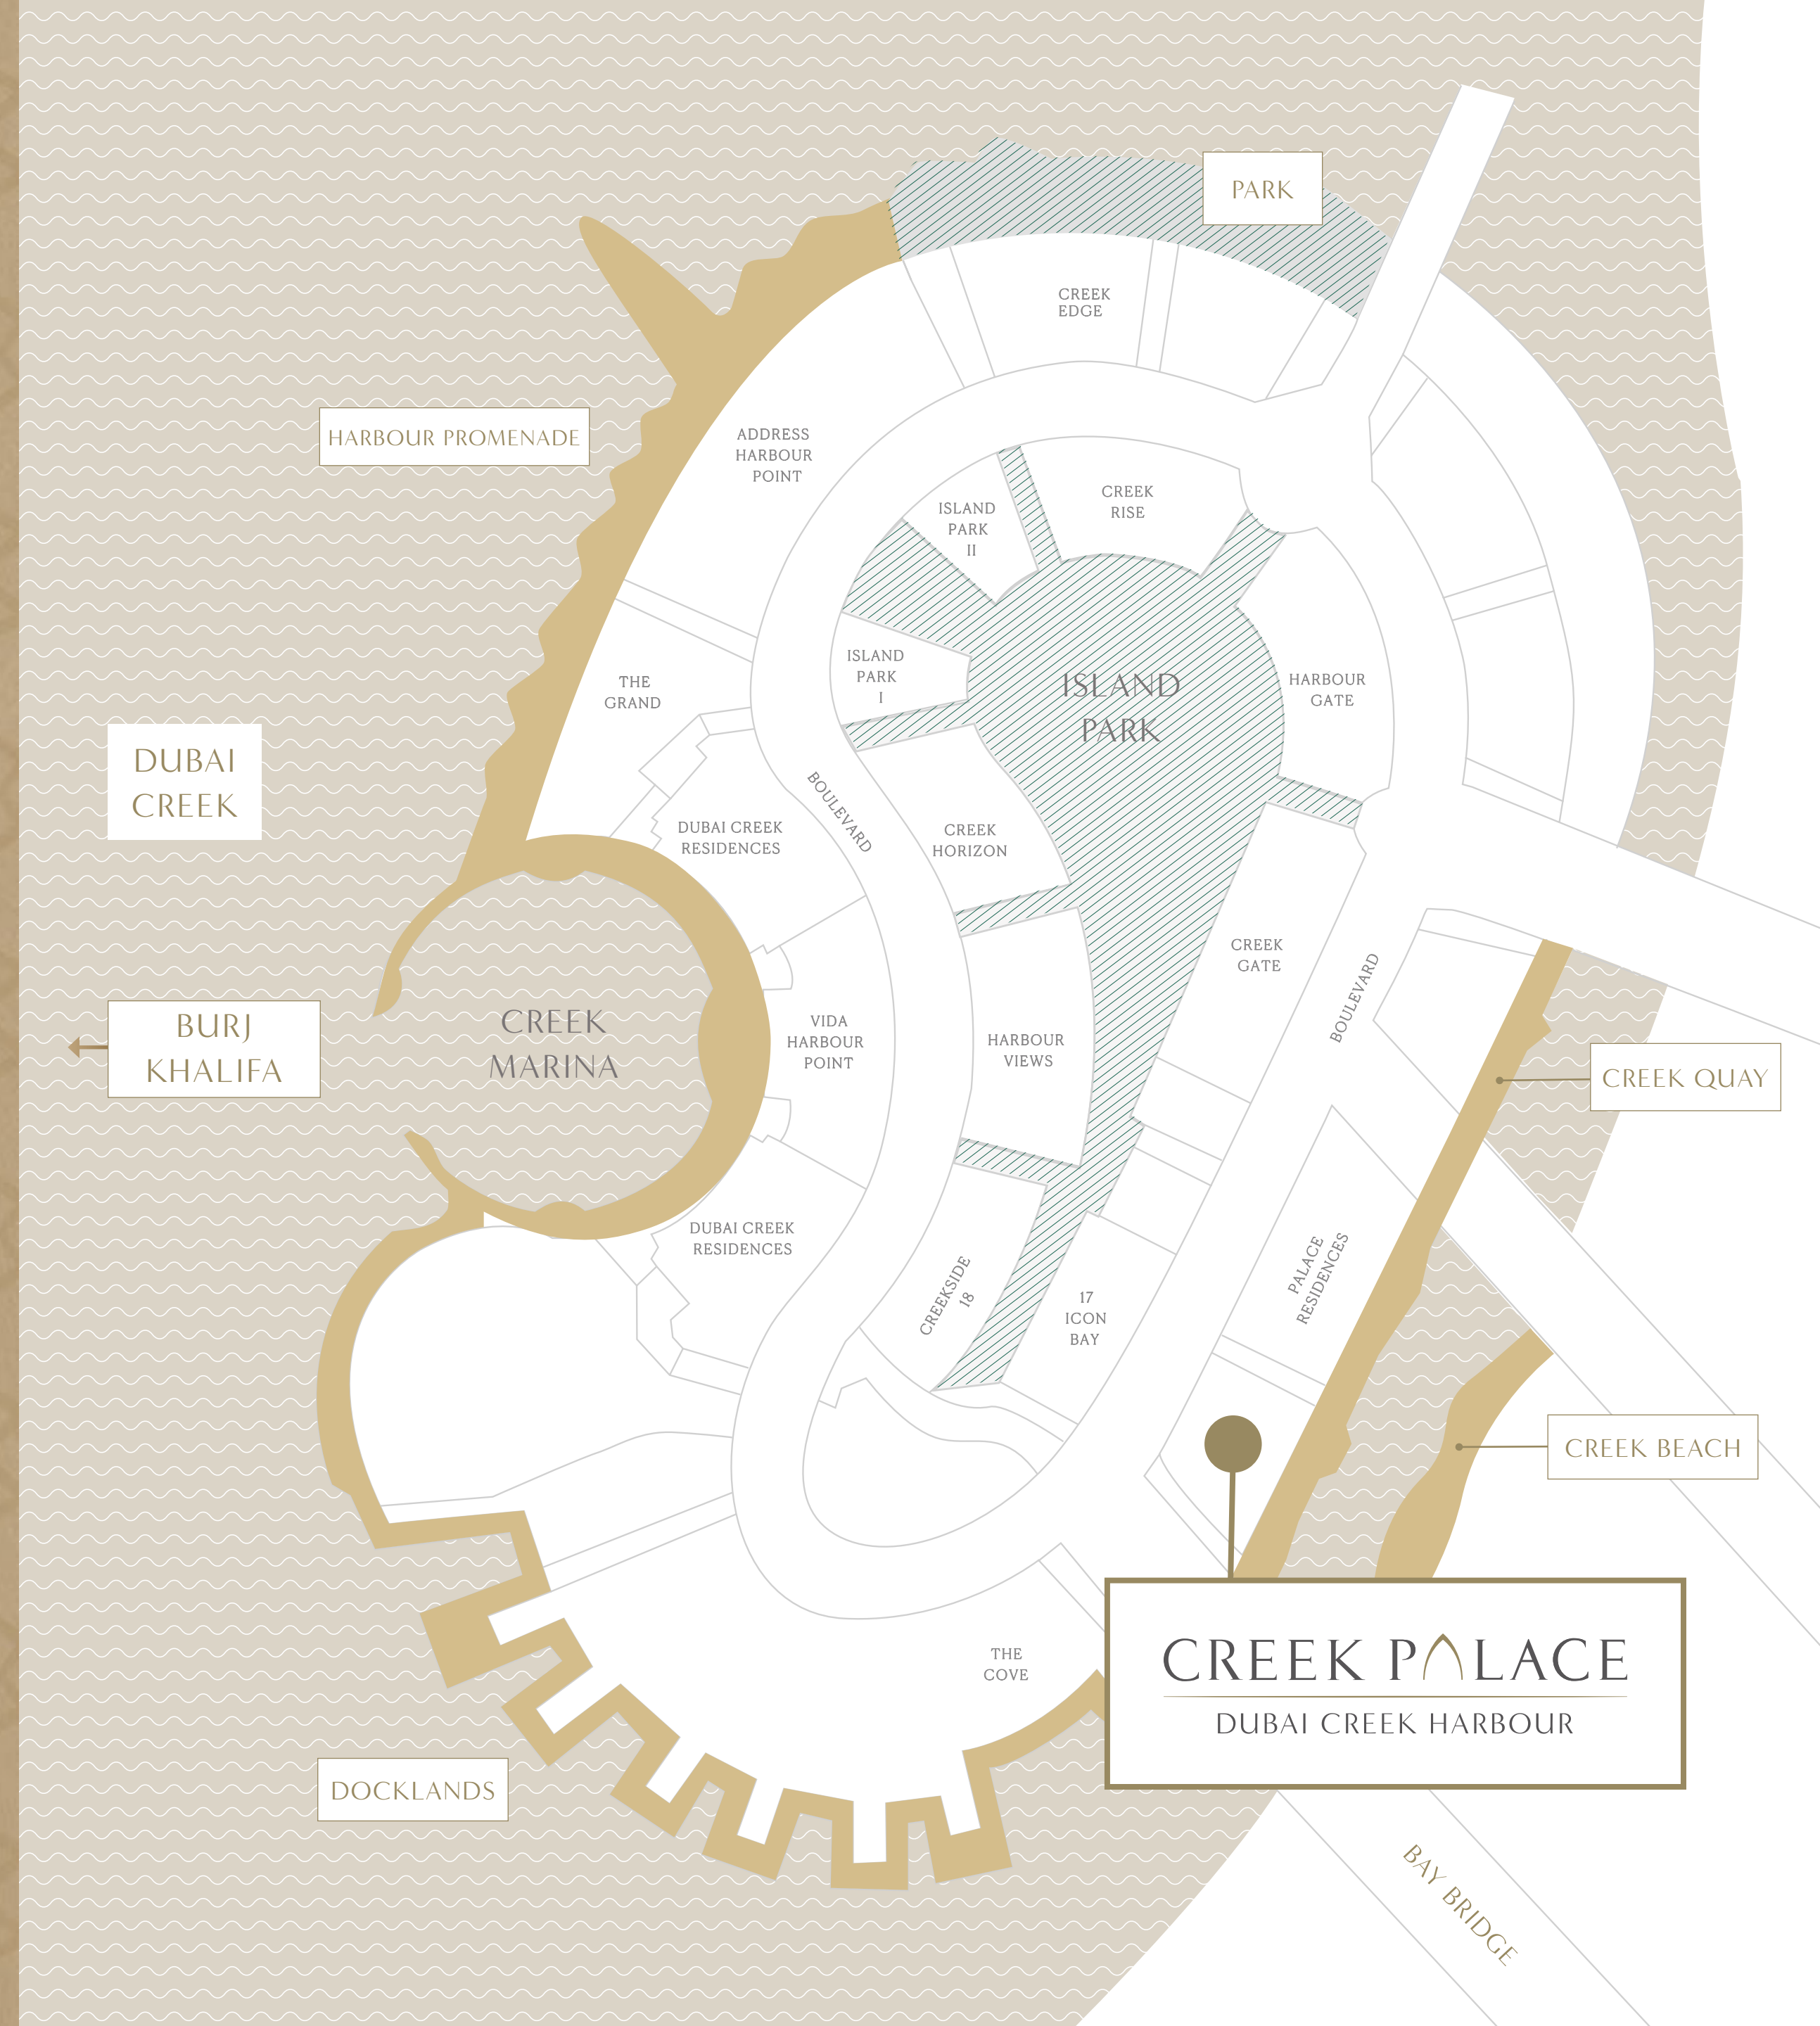 PARK
CREEK
EDGE
HARBOUR PROMENADE
ADDRESS
HARBOUR
POINT
ISLAND
PARK
II
CREEK
RISE
ISLAND
PARK
I
ISLAND
PARK
HARBOUR
GATE
THE
GRAND
DUBAI
CREEK
BOULEVARD
DUBAI CREEK
RESIDENCES
CREEK
HORIZON
CREEK
GATE
BOULEVARD
BURJ
KHALIFA
CREEK
MARINA
VIDA
HARBOUR
POINT
HARBOUR
VIEWS
CREEK QUAY
DUBAI CREEK
RESIDENCES
CREEKSIDE
18
17
ICON
BAY
PALACE
RESIDENCES
CREEK BEACH
THE
COVE
CREEK PALACE
DUBAI CREEK HARBOUR
DOCKLANDS
BAY BRIDGE